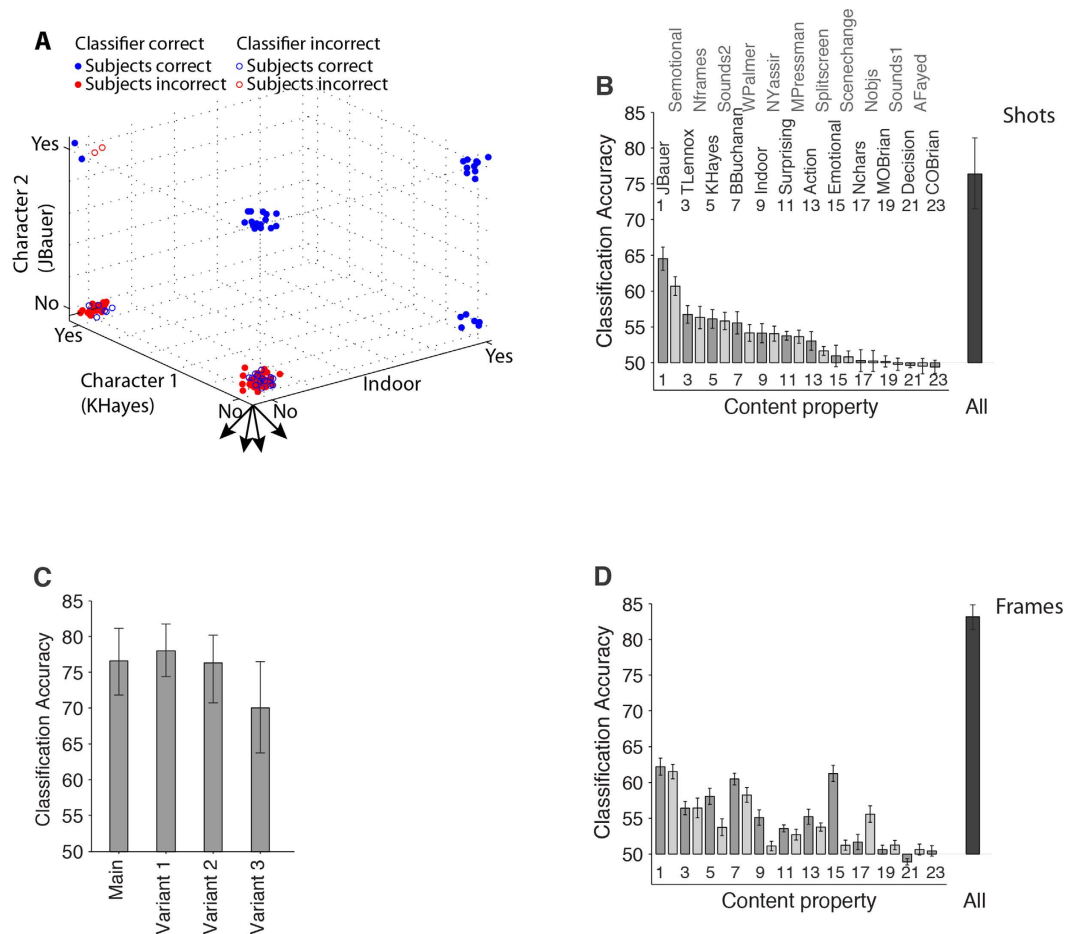 A
Classifier correct
Classifier incorrect
Subjects correct
Subjects correct
Subjects incorrect
Subjects incorrect
Yes
Character 2
(JBauer)
No
Yes
Character 1
(KHayes)
No
No
Indoor
Yes
B
Semotional
Nframes
Sounds2
WPalmer
NYassir
MPressman
Splitscreen
Scenechange
Nobjs
Sounds1
AFayed
Shots
JBauer
TLennox
KHayes
BBuchanan
Indoor
Surprising
Action
Emotional
Nchars
MOBrian
Decision
COBrian
1 3 5 7 9 11 13 15 17 19 21 23
Classification Accuracy
85
80
75
70
65
60
55
50
1 3 5 7 9 11 13 15 17 19 21 23
Content property
All
C
Classification Accuracy
85
80
75
70
65
60
55
50
Main
Variant 1
Variant 2
Variant 3
D
Frames
Classification Accuracy
85
80
75
70
65
60
55
50
1 3 5 7 9 11 13 15 17 19 21 23
Content property
All